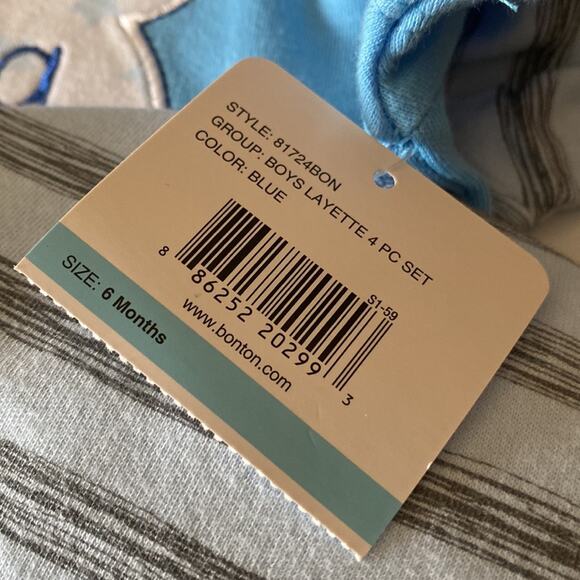 STYLE: 81724BON
GROUP: BOYS LAYETTE 4 PC SET
COLOR: BLUE
S1-59
8 86252 20299 3
www.bonton.com
SIZE: 6 Months